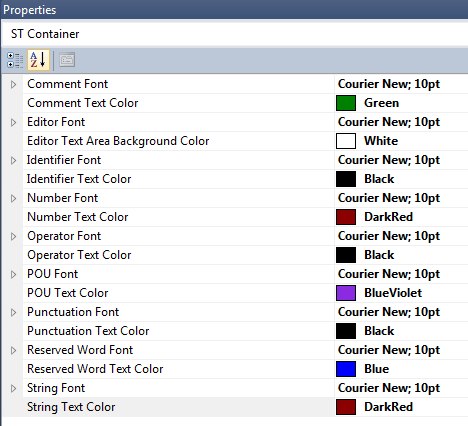 Properties
ST Container
Comment Font Courier New; 10pt
Comment Text Color Green
Editor Font Courier New; 10pt
Editor Text Area Background Color White
Identifier Font Courier New; 10pt
Identifier Text Color Black
Number Font Courier New; 10pt
Number Text Color DarkRed
Operator Font Courier New; 10pt
Operator Text Color Black
POU Font Courier New; 10pt
POU Text Color BlueViolet
Punctuation Font Courier New; 10pt
Punctuation Text Color Black
Reserved Word Font Courier New; 10pt
Reserved Word Text Color Blue
String Font Courier New; 10pt
String Text Color DarkRed